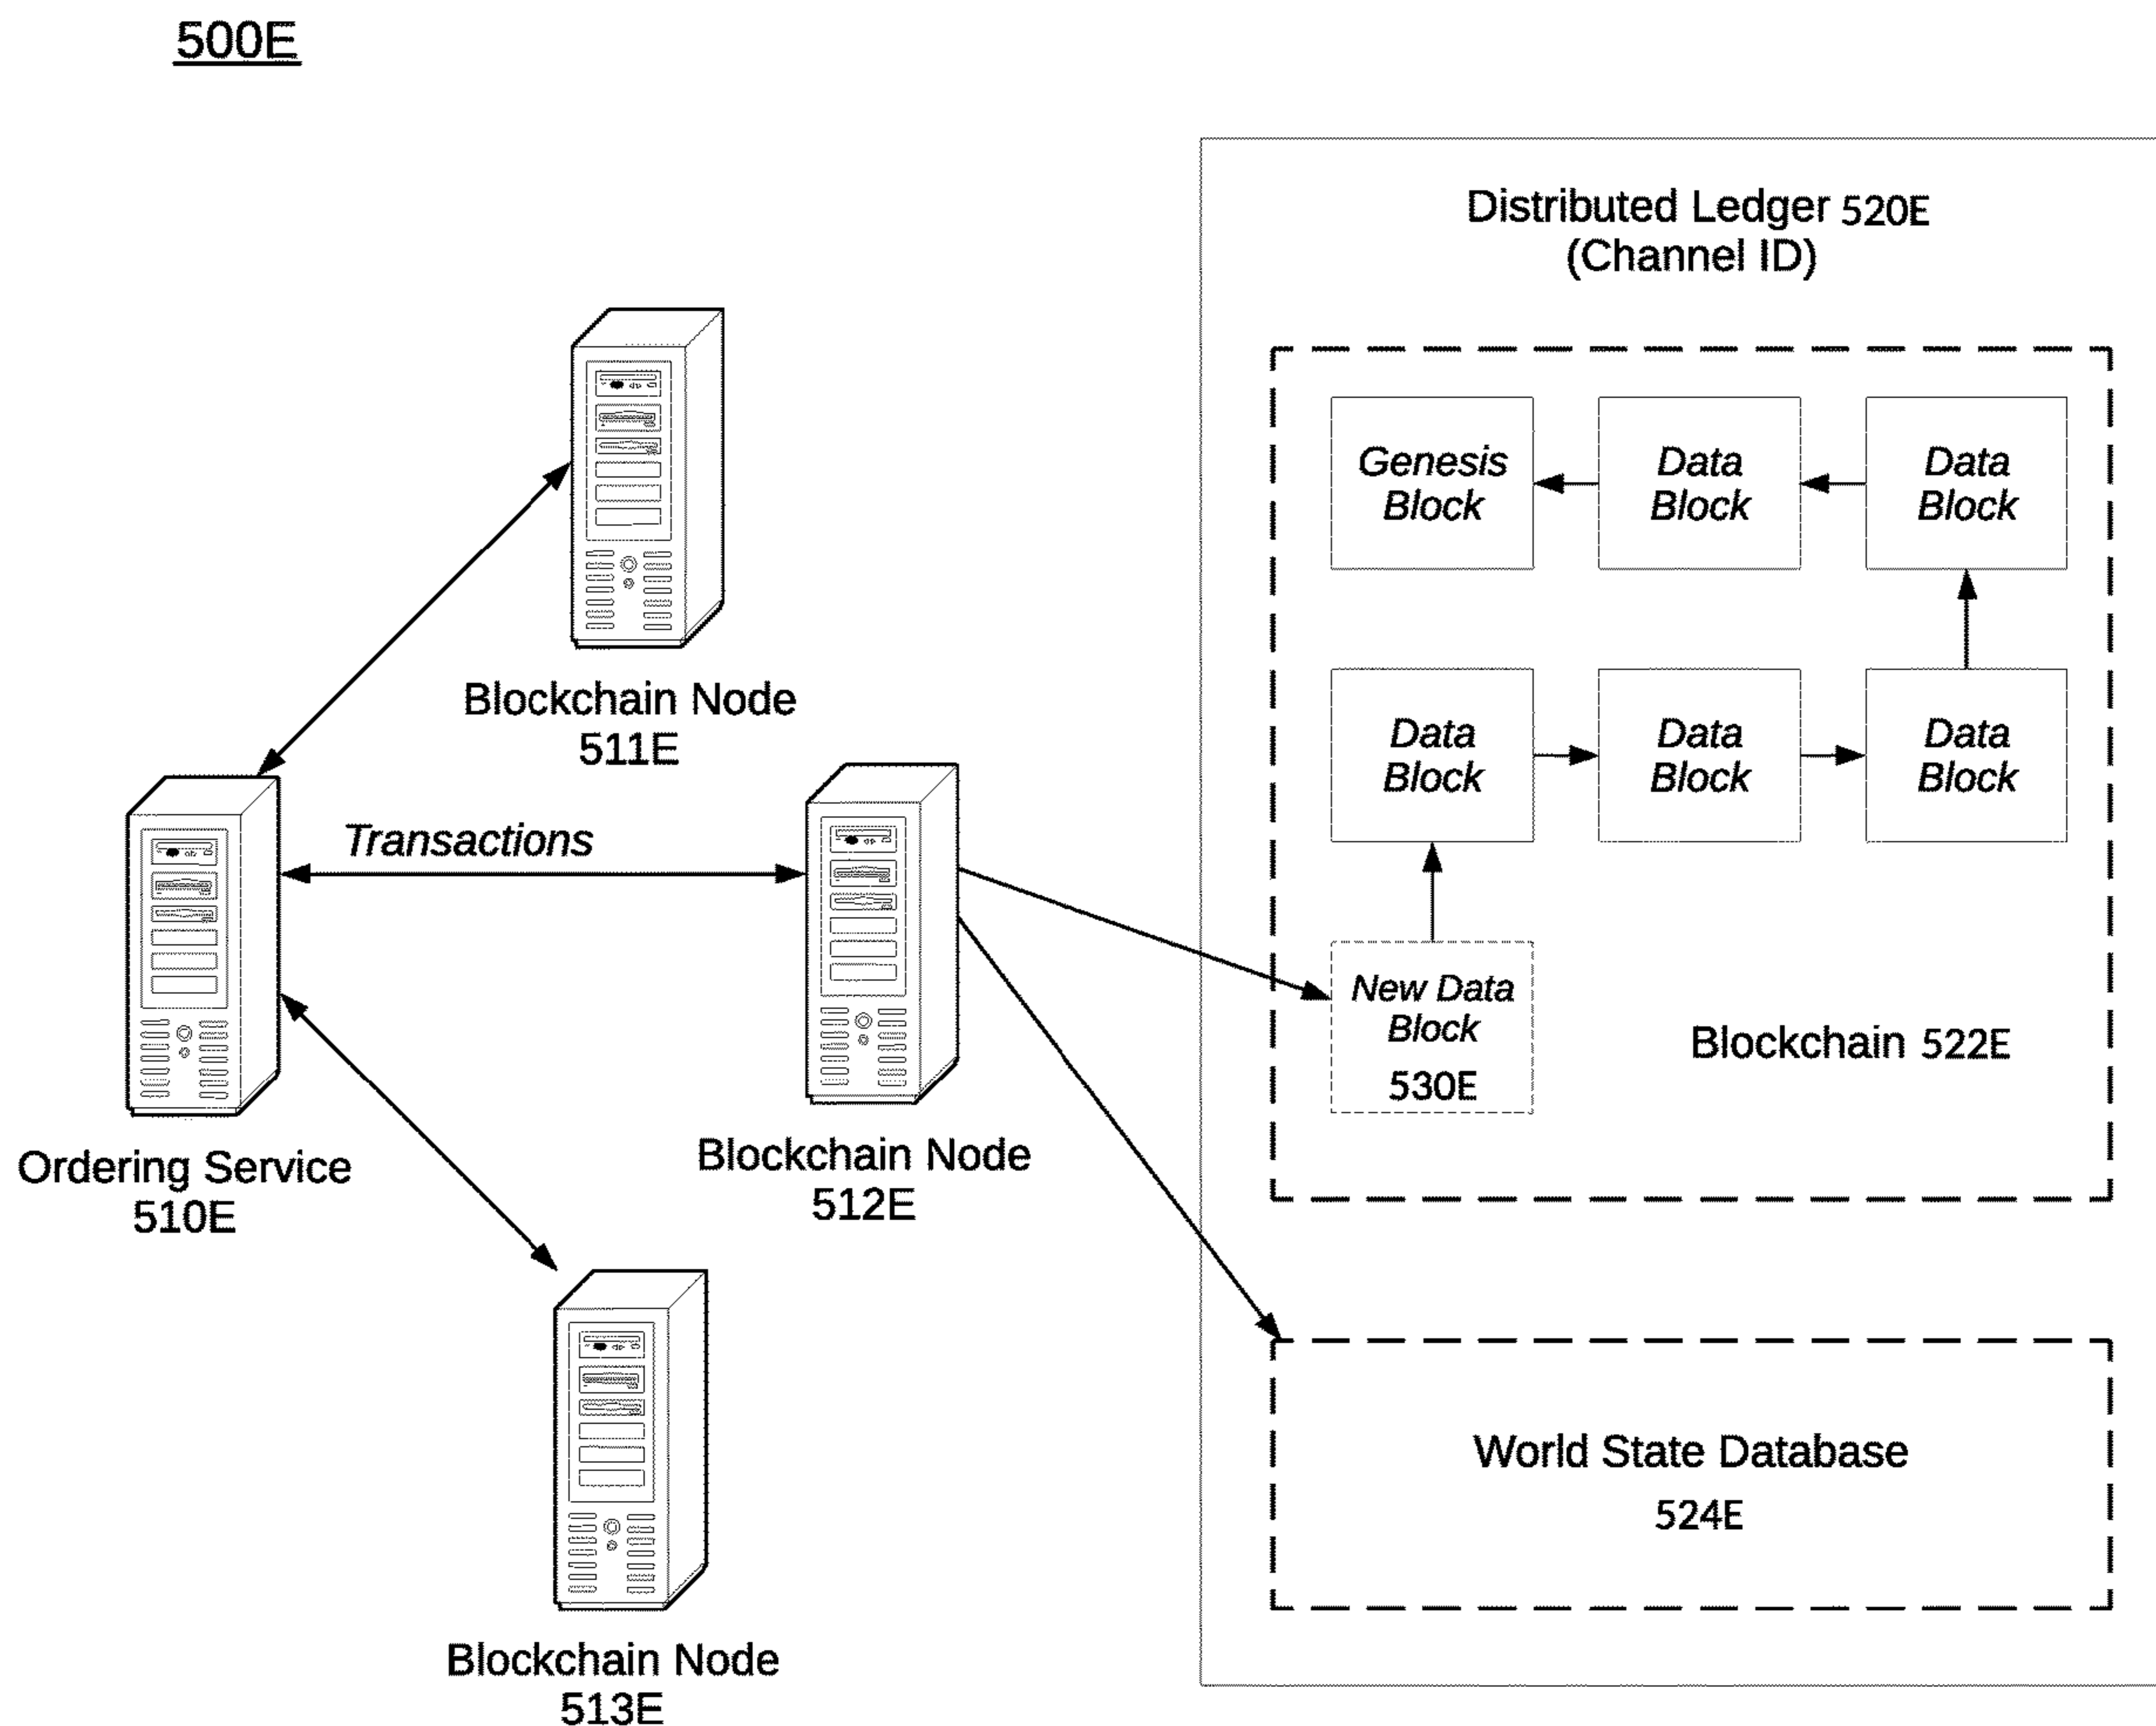 500E
Distributed Ledger 520E
(Channel ID)
Genesis
Block
Data
Block
Data
Block
Blockchain Node
511E
Data
Block
Data
Block
Data
Block
Transactions
New Data
Block
530E
Blockchain 522E
Ordering Service
510E
Blockchain Node
512E
World State Database
524E
Blockchain Node
513E